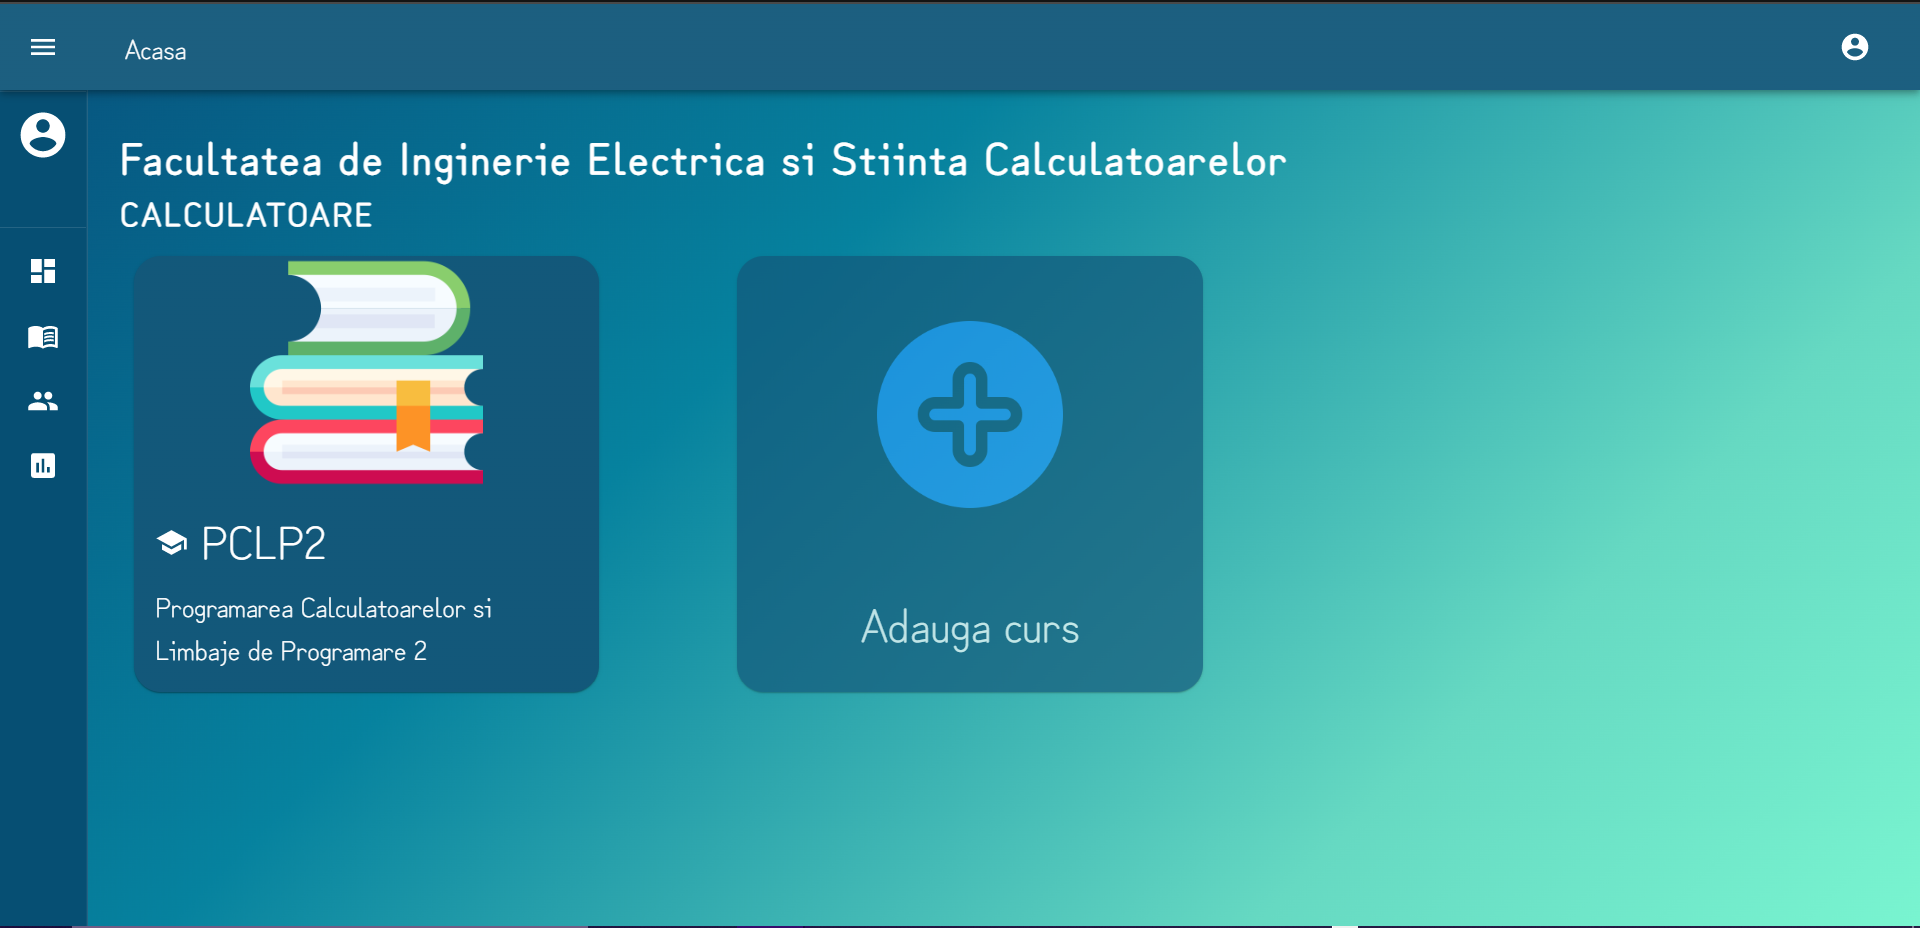 Acasa
Facultatea de Inginerie Electrica si Stiinta Calculatoarelor
CALCULATOARE
PCLP2
Programarea Calculatoarelor si
Limbaje de Programare 2
Adauga curs